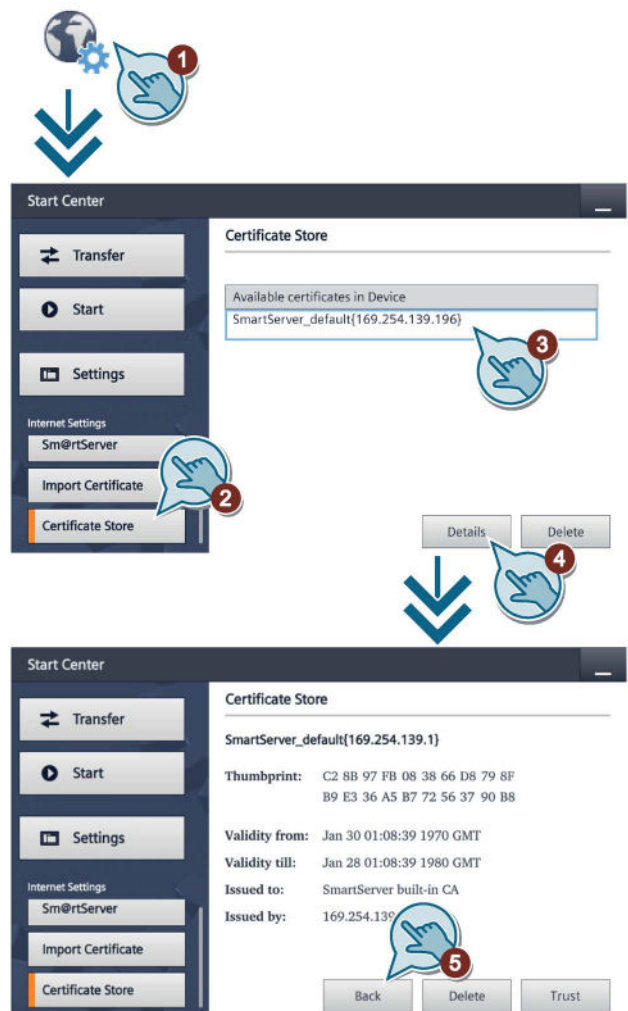 1
Start Center
Transfer
Start
Settings
Internet Settings
Sm@rtServer
Import Certificate
Certificate Store
2
Certificate Store
Available certificates in Device
SmartServer_default{169.254.139.196}
3
Details
Delete
4
Start Center
Transfer
Start
Settings
Internet Settings
Sm@rtServer
Import Certificate
Certificate Store
Certificate Store
SmartServer_default{169.254.139.1}
Thumbprint: C2 8B 97 FB 08 38 66 D8 79 8F
B9 E3 36 A5 B7 72 56 37 90 B8
Validity from: Jan 30 01:08:39 1970 GMT
Validity till: Jan 28 01:08:39 1980 GMT
Issued to: SmartServer built-in CA
Issued by: 169.254.139
5
Back
Delete
Trust